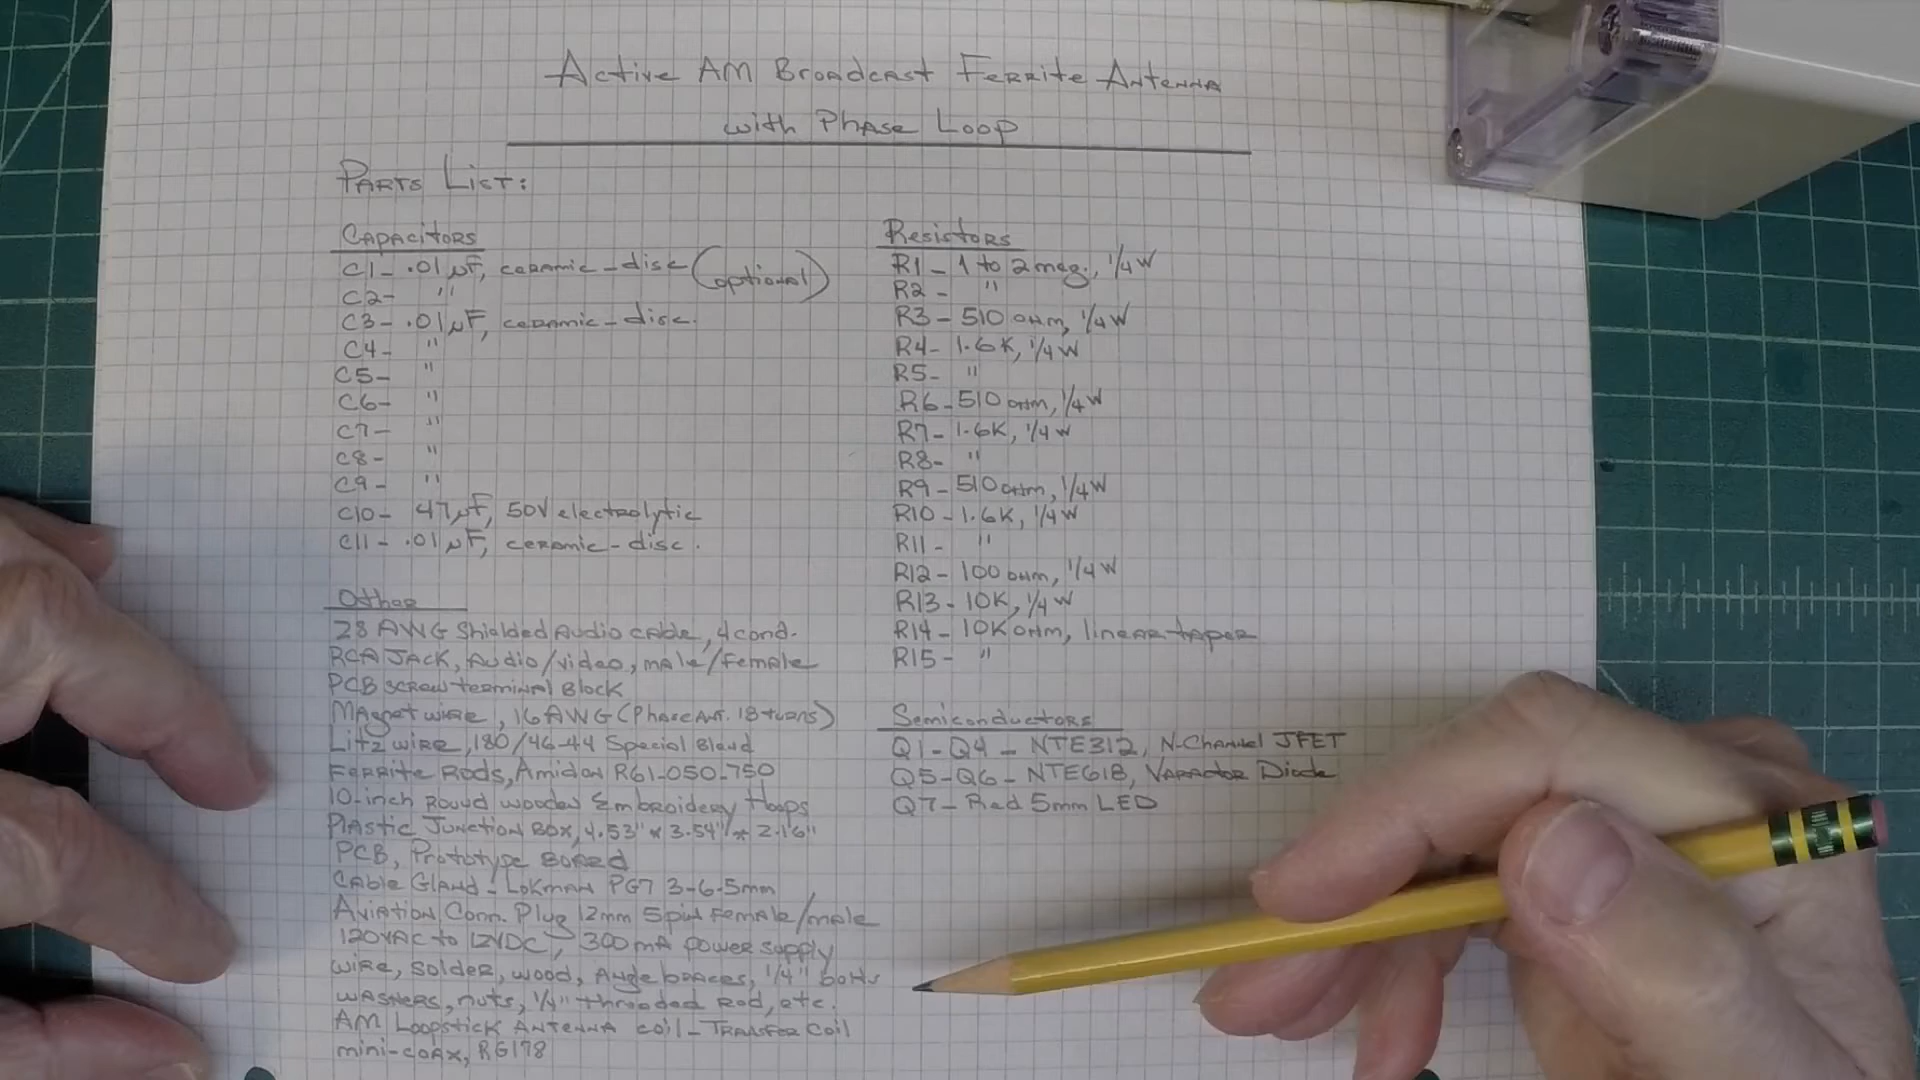 Active AM Broadcast Ferrite Antenna
with Phase Loop
Parts List:
Capacitors
C1- .01 µF, ceramic-disc (optional)
C2- "
C3- .01 µF, ceramic-disc.
C4- "
C5- "
C6- "
C7- "
C8- "
C9- "
C10- 47µF, 50V electrolytic
C11- .01 µF, ceramic-disc.
Other
28 AWG Shielded Audio cable, 4 cond.
RCA JACK, Audio/video, male/female
PCB screw terminal Block
Magnet wire, 16 AWG (Phase Ant. 18 turns)
Litz wire, 180/46-44 Special Blend
Ferrite Rods, Amidon R61-050-750
10-inch Round wooden Embroidery Hoops
Plastic Junction Box, 4.53" x 3.54" x 2.16"
PCB, Prototype Board
Cable Gland - Lokman PG7 3-6.5mm
Aviation Conn. Plug 12mm 5pin female/male
120VAC to 12VDC, 300mA power supply
wire, solder, wood, Angle braces, 1/4" bolts
washers, nuts, 1/4" threaded Rod, etc.
AM Loopstick Antenna coil - Transfer Coil
mini-coax, RG178
Resistors
R1- 1 to 2 meg., 1/4W
R2- "
R3- 510 ohm, 1/4W
R4- 1.6K, 1/4W
R5- "
R6- 510 ohm, 1/4W
R7- 1.6K, 1/4W
R8- "
R9- 510 ohm, 1/4W
R10- 1.6K, 1/4W
R11- "
R12- 100 ohm, 1/4W
R13- 10K, 1/4W
R14- 10K ohm, linear taper
R15- "
Semiconductors
Q1-Q4 - NTE312, N-Channel JFET
Q5-Q6 - NTE618, Varactor Diode
Q7- Red 5mm LED